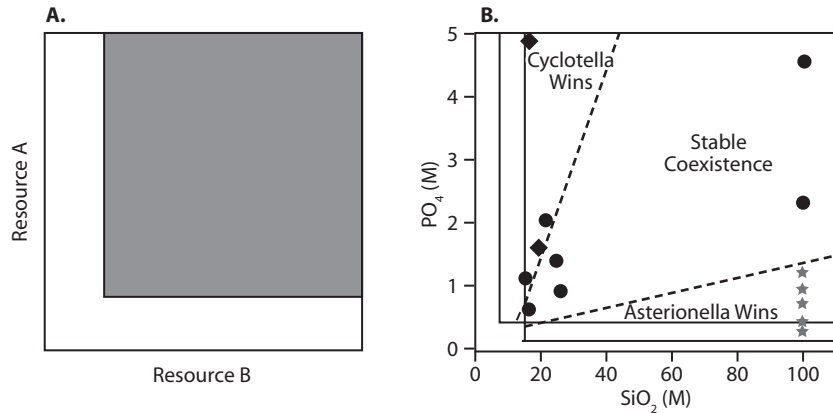 A.
Resource A
Resource B
B.
PO4 (M)
5
4
3
2
1
0
Cyclotella
Wins
Stable
Coexistence
Asterionella Wins
0
20
40
60
80
100
SiO2 (M)